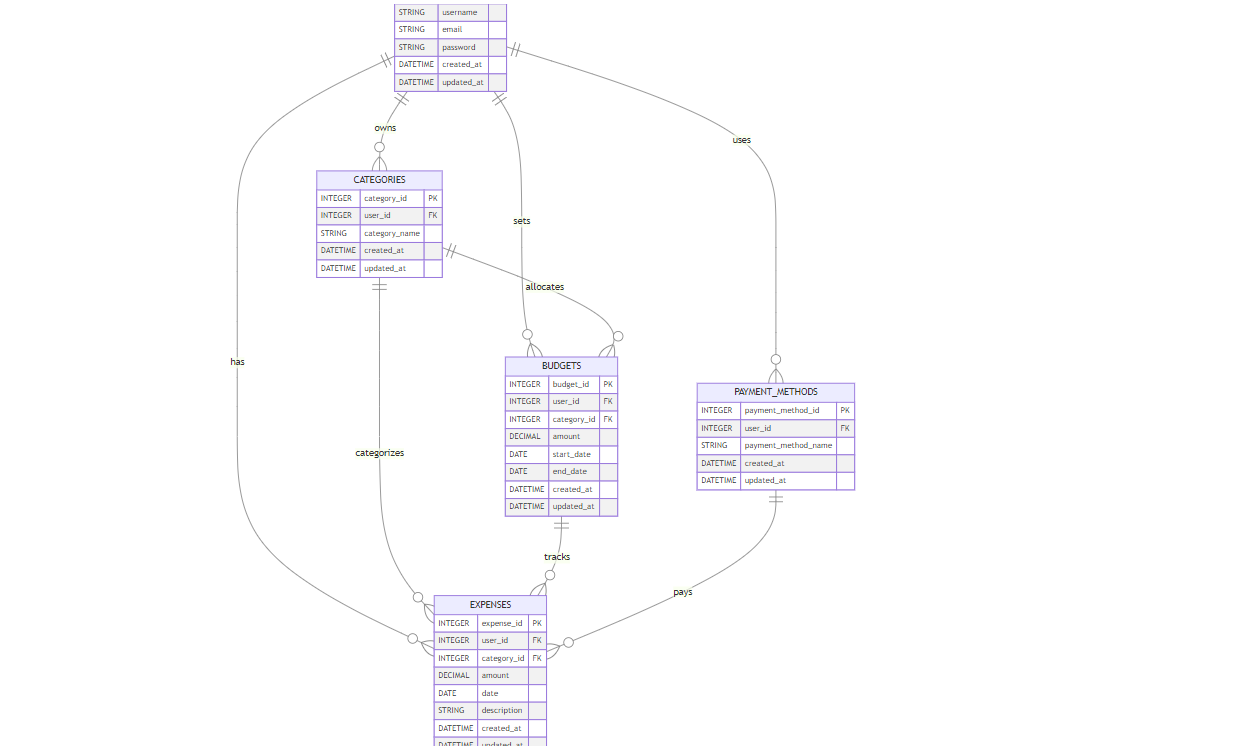 STRING username
STRING email
STRING password
DATETIME created_at
DATETIME updated_at
owns
uses
CATEGORIES
INTEGER category_id PK
INTEGER user_id FK
STRING category_name
DATETIME created_at
DATETIME updated_at
sets
allocates
has
BUDGETS
INTEGER budget_id PK
INTEGER user_id FK
INTEGER category_id FK
DECIMAL amount
DATE start_date
DATE end_date
DATETIME created_at
DATETIME updated_at
PAYMENT_METHODS
INTEGER payment_method_id PK
INTEGER user_id FK
STRING payment_method_name
DATETIME created_at
DATETIME updated_at
categorizes
tracks
pays
EXPENSES
INTEGER expense_id PK
INTEGER user_id FK
INTEGER category_id FK
DECIMAL amount
DATE date
STRING description
DATETIME created_at
DATETIME updated_at